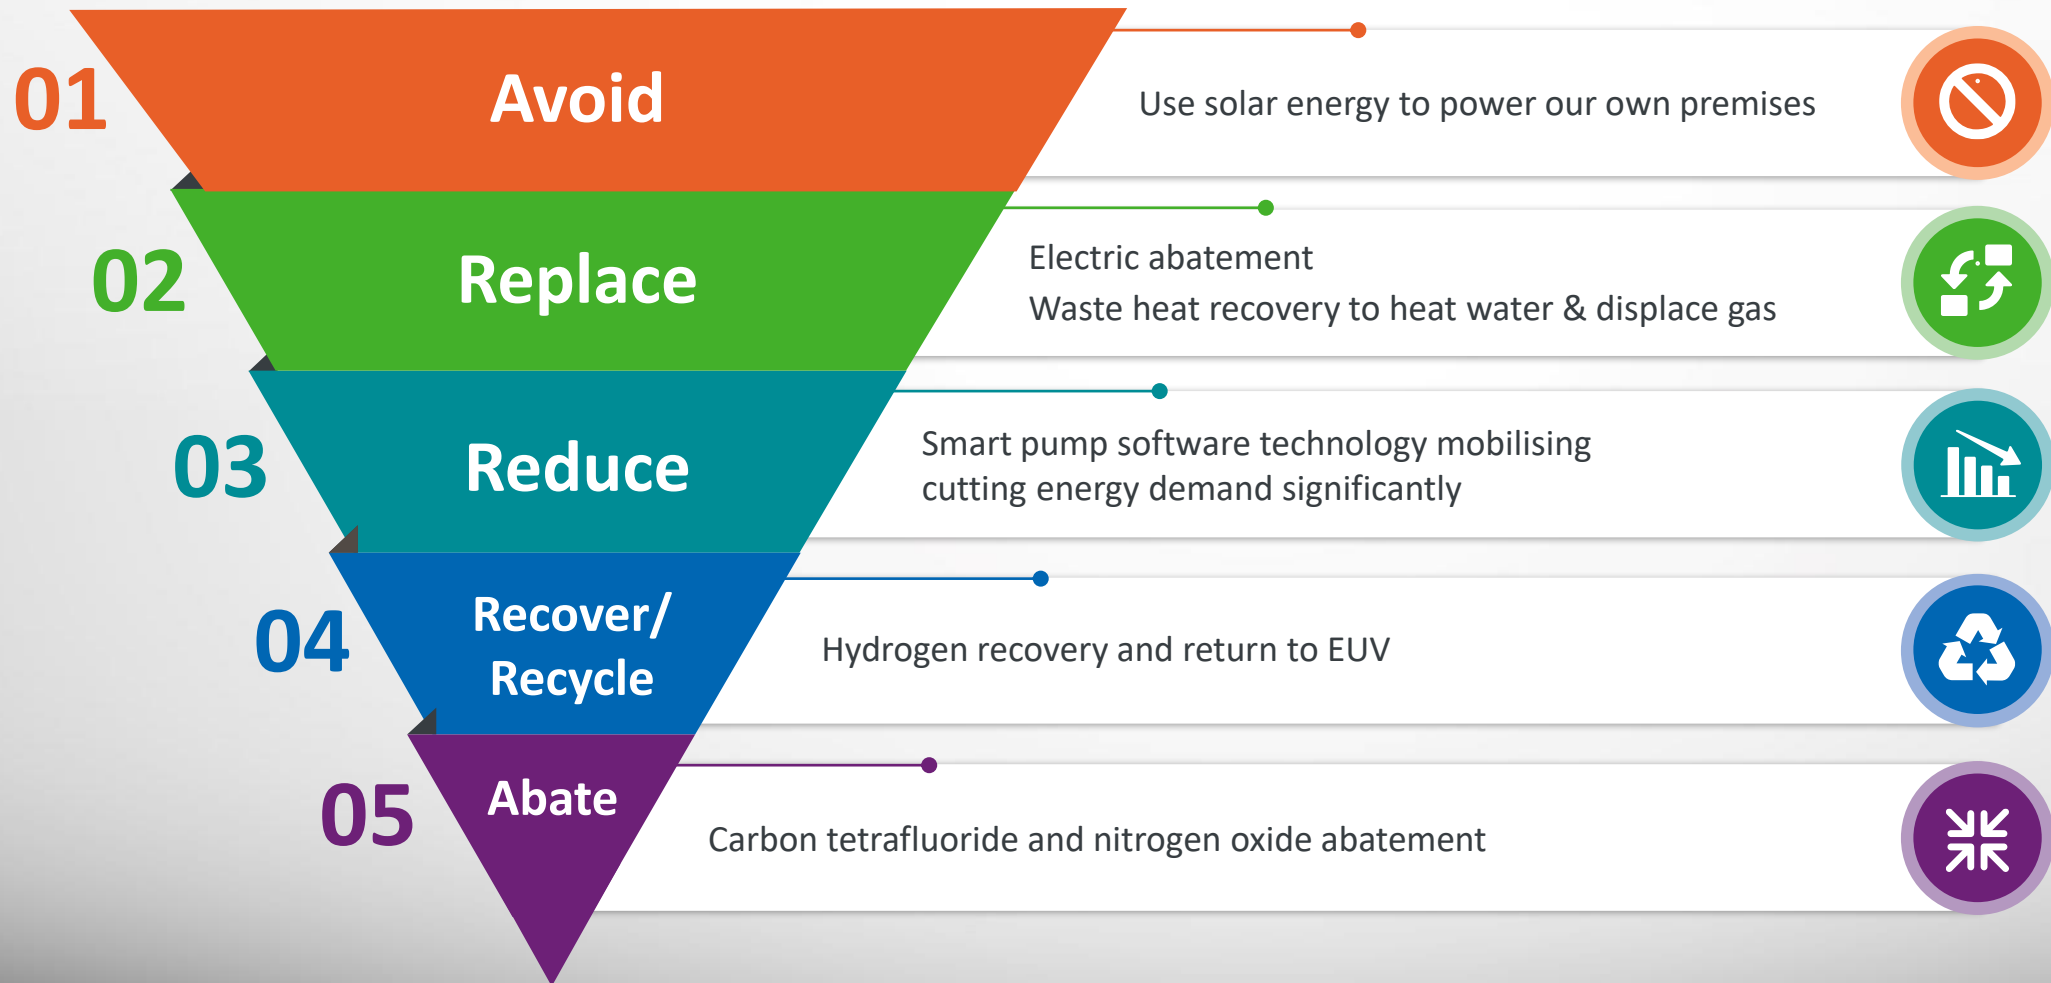 01
Avoid
Use solar energy to power our own premises
02
Replace
Electric abatement
Waste heat recovery to heat water & displace gas
03
Reduce
Smart pump software technology mobilising
cutting energy demand significantly
04
Recover/
Recycle
Hydrogen recovery and return to EUV
05
Abate
Carbon tetrafluoride and nitrogen oxide abatement